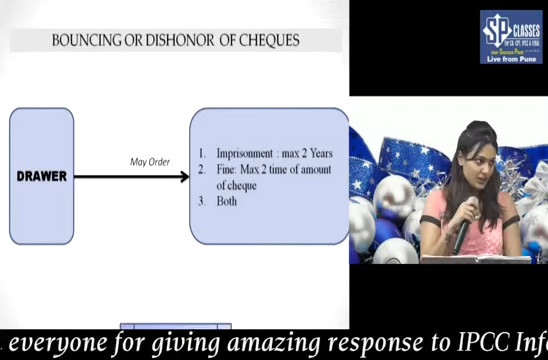 BOUNCING OR DISHONOR OF CHEQUES
SP CLASSES
FOR CA - CPT, IPCC & FINAL
Live from Pune
DRAWER
May Order
1. Imprisonment : max 2 Years
2. Fine: Max 2 time of amount
of cheque
3. Both
everyone for giving amazing response to IPCC Inf